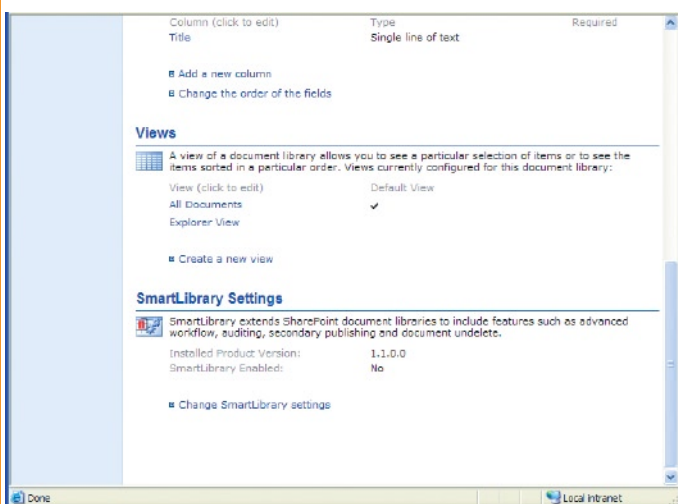 Column (click to edit) Type Required
Title Single line of text
Add a new column
Change the order of the fields
Views
A view of a document library allows you to see a particular selection of items or to see the
items sorted in a particular order. Views currently configured for this document library:
View (click to edit) Default View
All Documents
Explorer View
Create a new view
SmartLibrary Settings
SmartLibrary extends SharePoint document libraries to include features such as advanced
workflow, auditing, secondary publishing and document undelete.
Installed Product Version: 1.1.0.0
SmartLibrary Enabled: No
Change SmartLibrary settings
Done Local intranet